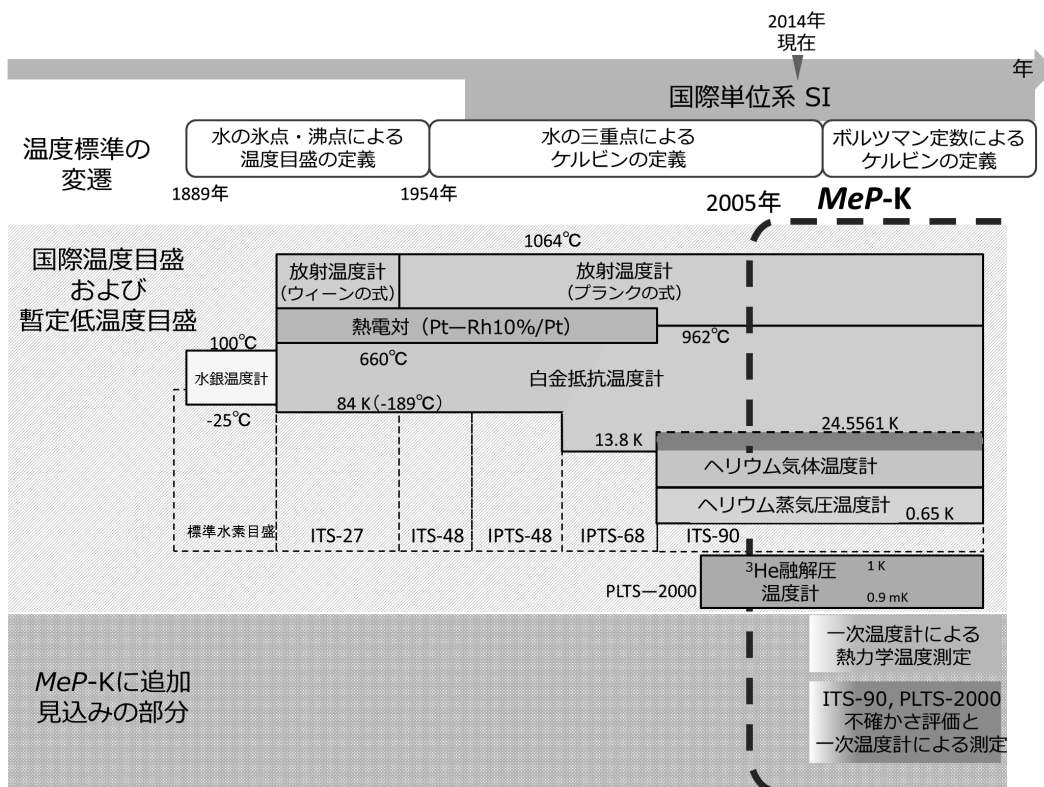 2014年
現在
年
国際単位系 SI
温度標準の
変遷
水の氷点・沸点による
温度目盛の定義
水の三重点による
ケルビンの定義
ボルツマン定数による
ケルビンの定義
1889年
1954年
2005年
MeP-K
国際温度目盛
および
暫定低温度目盛
1064℃
放射温度計
(ウィーンの式)
放射温度計
(プランクの式)
熱電対（Pt—Rh10%/Pt）
962℃
100℃
660℃
水銀温度計
白金抵抗温度計
-25℃
84 K(-189℃)
13.8 K
24.5561 K
ヘリウム気体温度計
ヘリウム蒸気圧温度計
0.65 K
標準水素目盛
ITS-27
ITS-48
IPTS-48
IPTS-68
ITS-90
PLTS—2000
³He融解圧
温度計
1 K
0.9 mK
MeP-Kに追加
見込みの部分
一次温度計による
熱力学温度測定
ITS-90, PLTS-2000
不確かさ評価と
一次温度計による測定